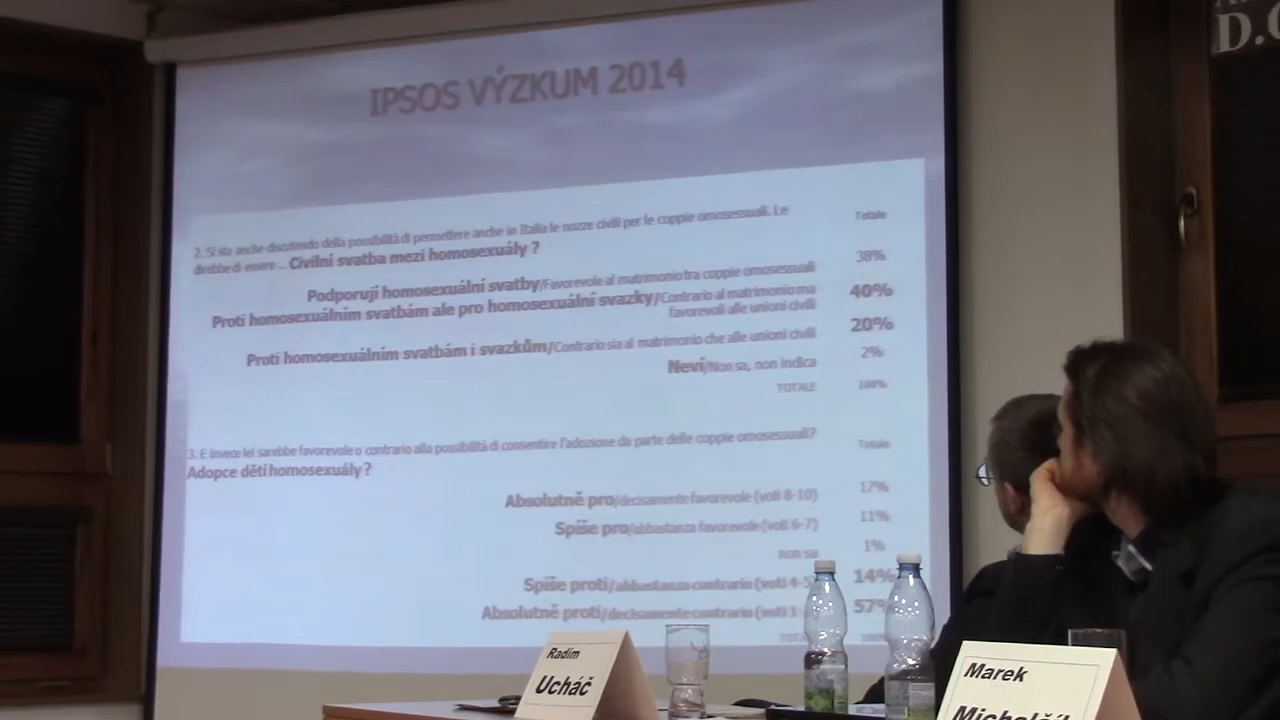 IPSOS VÝZKUM 2014
D.
2. Si sta anche discutendo della possibilità di permettere anche in Italia le nozze civili per le coppie omosessuali. Le
direbbe di essere ... Civilní svatba mezi homosexuály ?
Totale
Podporují homosexuální svatby/Favorevole al matrimonio tra coppie omosessuali 38%
Proti homosexuálním svatbám ale pro homosexuální svazky/Contrario al matrimonio ma 40%
favorevoli alle unioni civili
Proti homosexuálním svatbám i svazkům/Contrario sia al matrimonio che alle unioni civili 20%
Neví/Non sa, non indica 2%
TOTALE 100%
3. E invece lei sarebbe favorevole o contrario alla possibilità di consentire l'adozione da parte delle coppie omosessuali? Totale
Adopce dětí homosexuály ?
Absolutně pro/decisamente favorevole (voti 8-10) 17%
Spíše pro/abbastanza favorevole (voti 6-7) 11%
non sa 1%
Spíše proti/abbastanza contrario (voti 4-5 14%
Absolutně proti/decisamente contrario (voti 1 57%
Radim
Ucháč
Marek